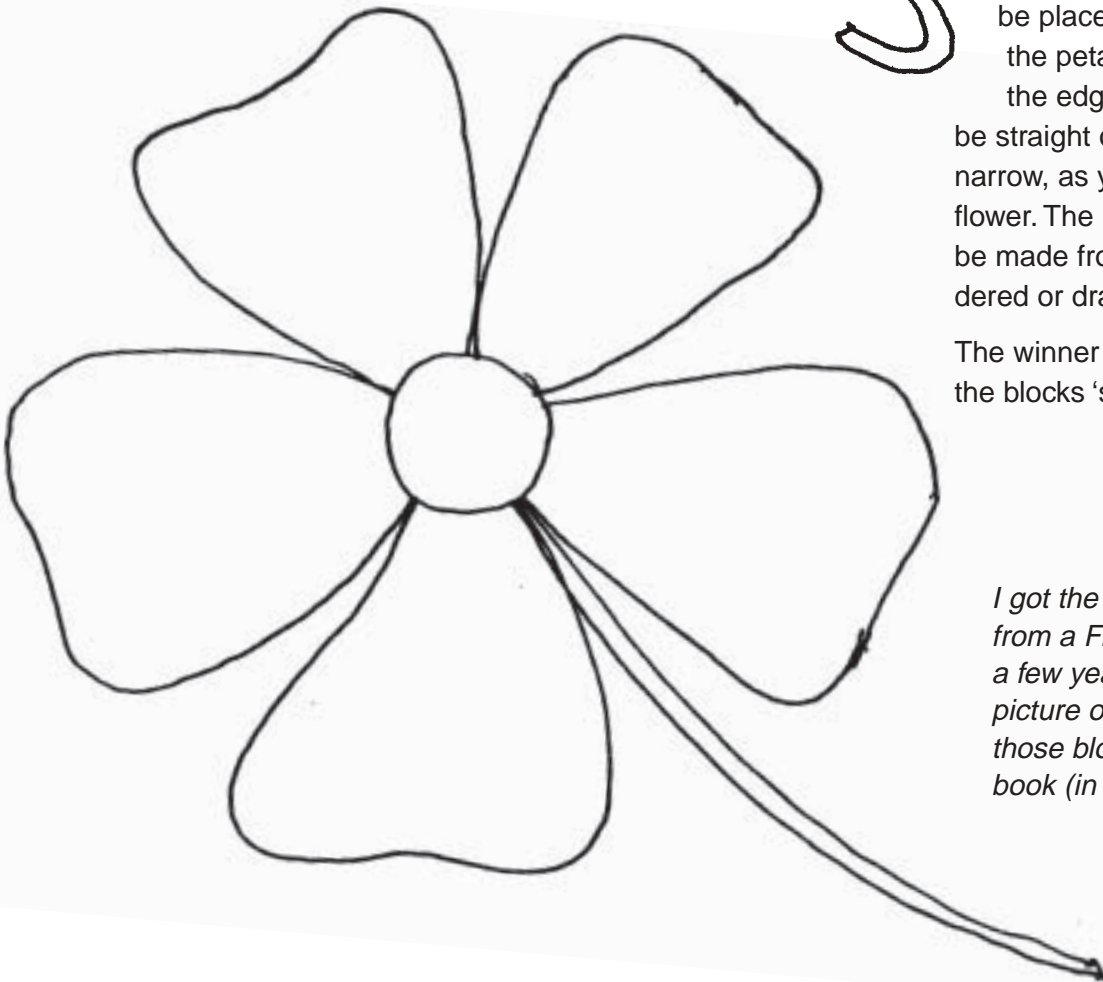 be place
the peta
the edg
be straight o
narrow, as y
flower. The
be made fro
dered or dra
The winner
the blocks ‘s
I got the
from a F
a few yea
picture o
those blo
book (in